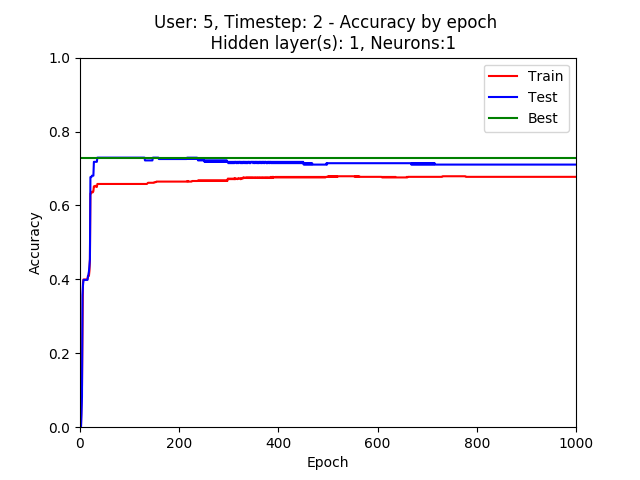 User: 5, Timestep: 2 - Accuracy by epoch
Hidden layer(s): 1, Neurons:1
Train
Test
Best
1.0
0.8
0.6
0.4
0.2
0.0
Accuracy
0 200 400 600 800 1000
Epoch